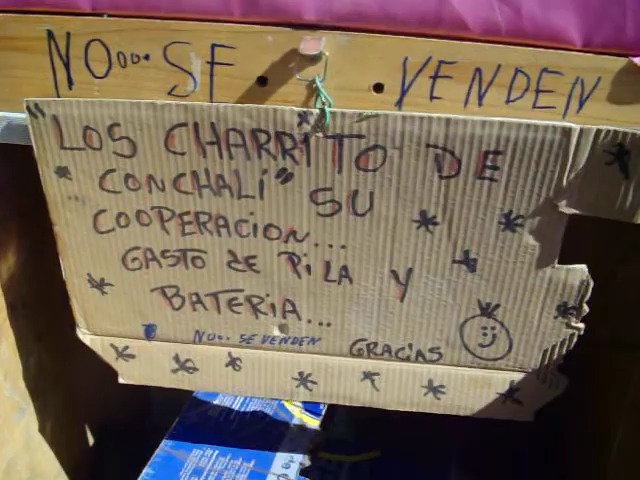 NO... SE VENDEN
"LOS CHARRITO DE
CONCHALI" SU
COOPERACION...
GASTO DE PILA Y
BATERIA...
NO.. SE VENDEN
GRACIAS